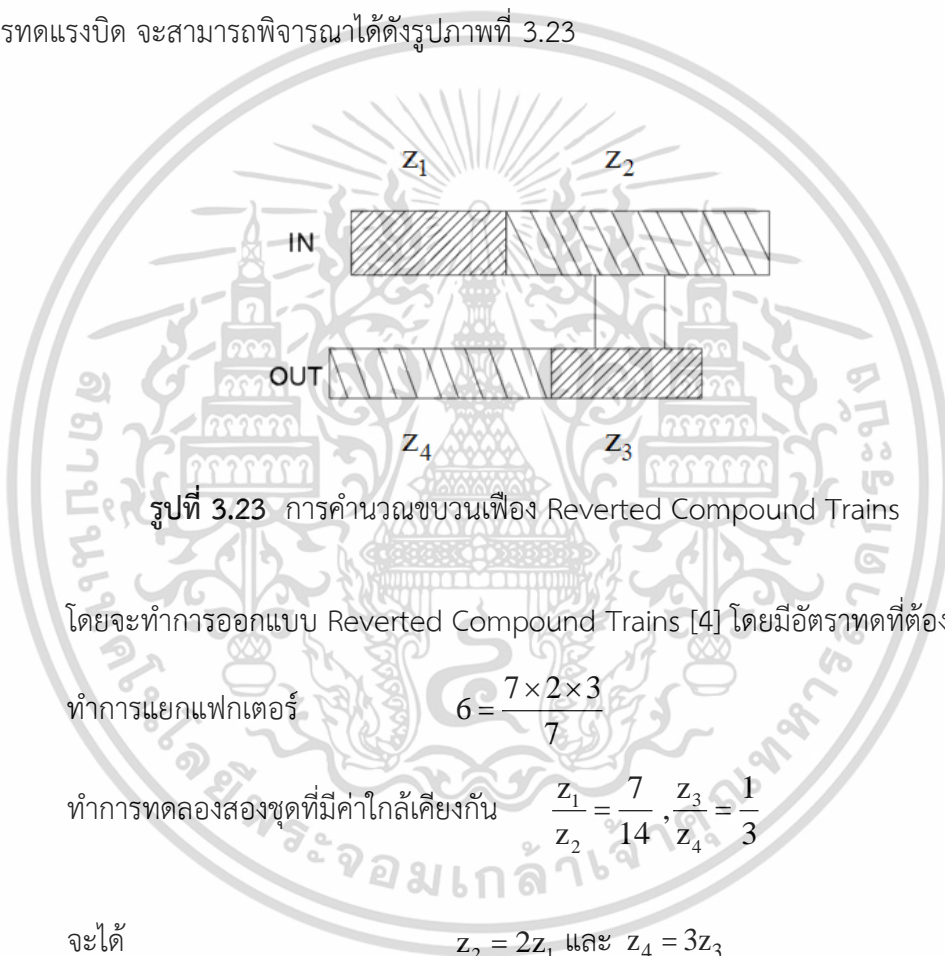 รทดแรงบิด จะสามารถพิจารณาได้ดังรูปภาพที่ 3.23
z₁ z₂
IN
OUT
z₄ z₃
รูปที่ 3.23 การคำนวณขบวนเฟือง Reverted Compound Trains
โดยจะทำการออกแบบ Reverted Compound Trains [4] โดยมีอัตราทดที่ต้อง
ทำการแยกแฟกเตอร์ 6 = (7×2×3)/7
ทำการทดลองสองชุดที่มีค่าใกล้เคียงกัน z₁/z₂ = 7/14 , z₃/z₄ = 1/3
จะได้ z₂ = 2z₁ และ z₄ = 3z₃